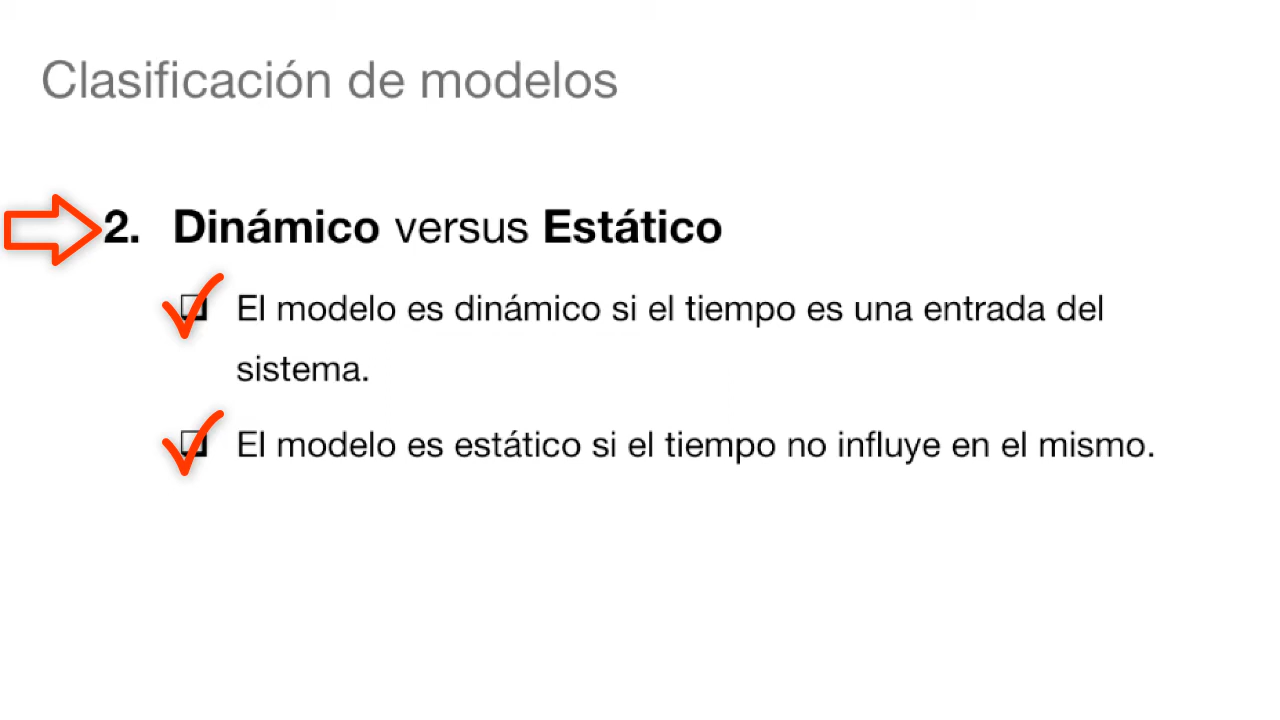 Clasificación de modelos
2. Dinámico versus Estático
El modelo es dinámico si el tiempo es una entrada del
sistema.
El modelo es estático si el tiempo no influye en el mismo.